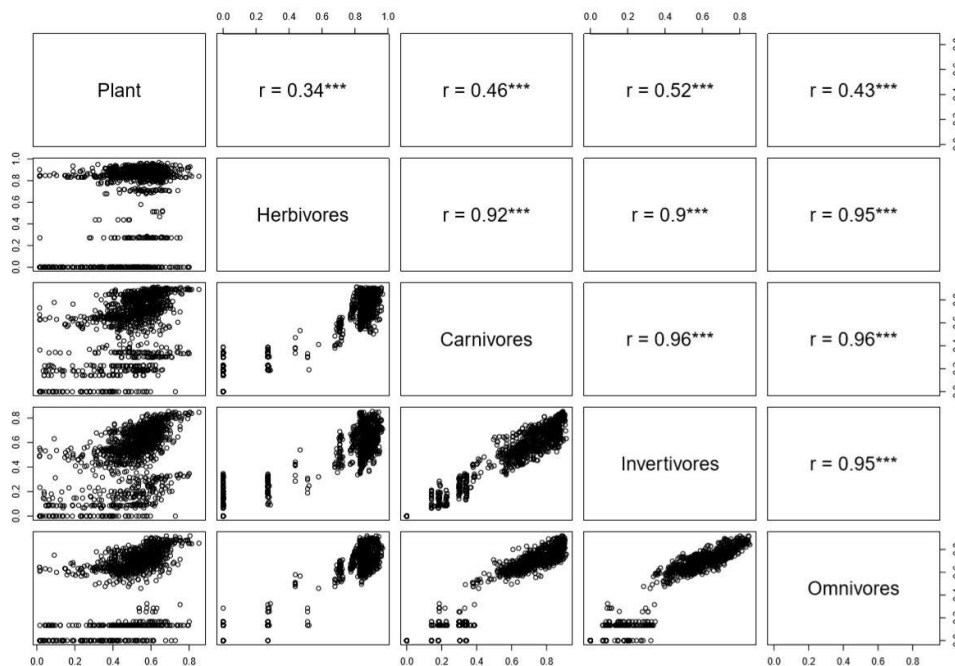 0.0 0.2 0.4 0.6 0.8 1.0
0.0 0.2 0.4 0.6 0.8
Plant
r = 0.34***
r = 0.46***
r = 0.52***
r = 0.43***
0.0 0.2 0.4 0.6 0.8 1.0
Herbivores
r = 0.92***
r = 0.9***
r = 0.95***
Carnivores
r = 0.96***
r = 0.96***
0.0 0.2 0.4 0.6 0.8
Invertivores
r = 0.95***
Omnivores
0.0 0.2 0.4 0.6 0.8
0.0 0.2 0.4 0.6 0.8
0.0 0.2 0.4 0.6 0.8